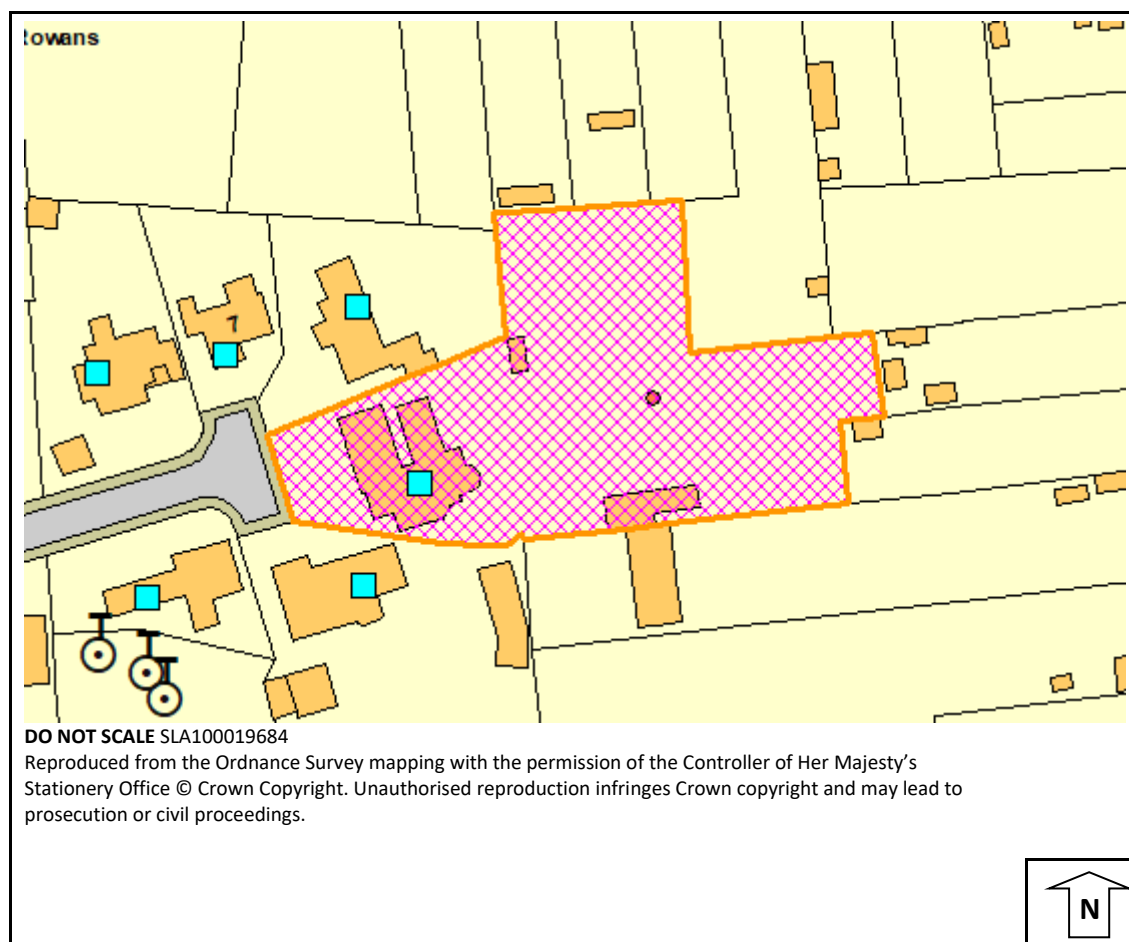 Rowans
7
DO NOT SCALE SLA100019684
Reproduced from the Ordnance Survey mapping with the permission of the Controller of Her Majesty's
Stationery Office © Crown Copyright. Unauthorised reproduction infringes Crown copyright and may lead to
prosecution or civil proceedings.
N